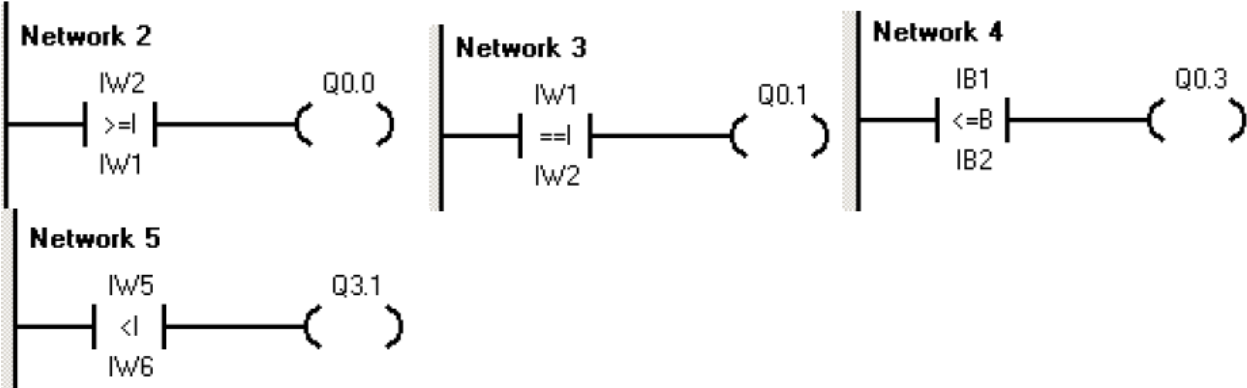 Network 2
IW2
Q0.0
>=I
IW1
Network 3
IW1
Q0.1
==I
IW2
Network 4
IB1
Q0.3
<=B
IB2
Network 5
IW5
Q3.1
<I
IW6